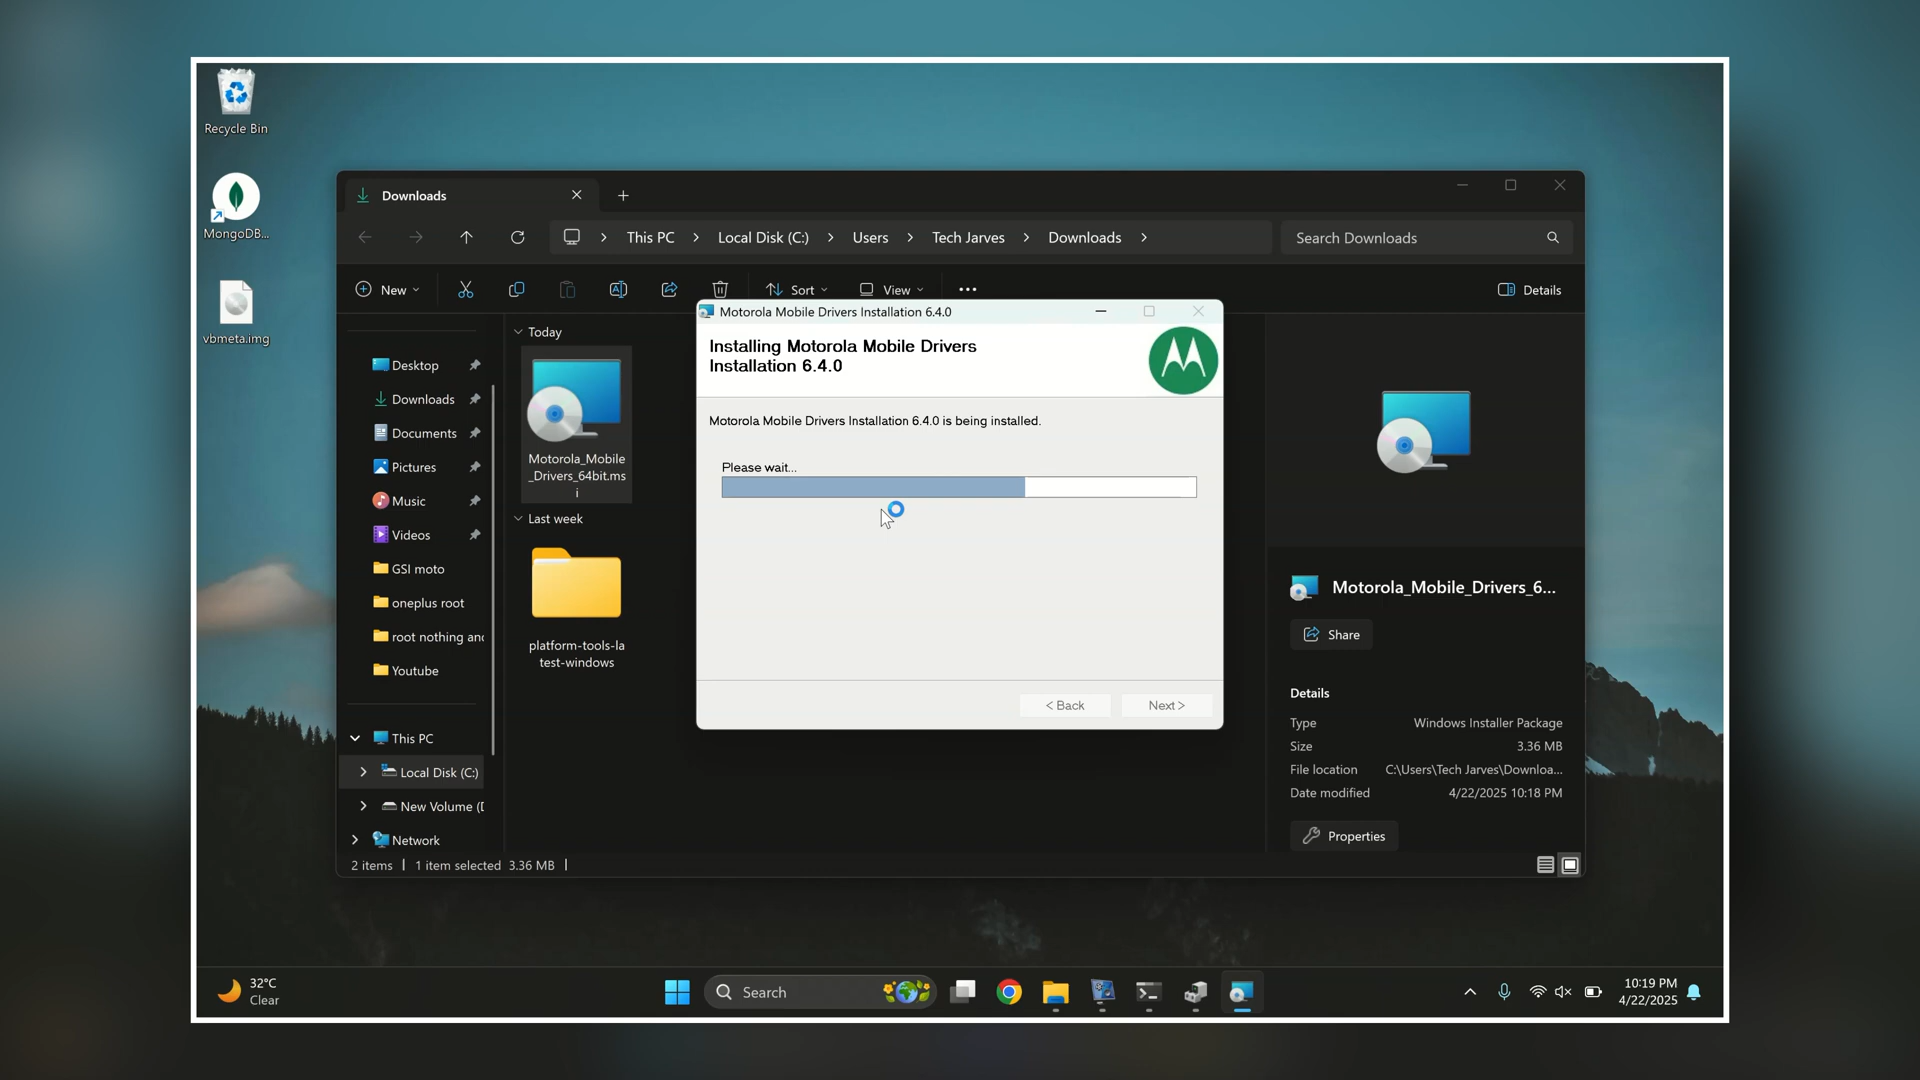 Recycle Bin
MongoDB...
vbmeta.img
Downloads
This PC
Local Disk (C:)
Users
Tech Jarves
Downloads
Search Downloads
New
Sort
View
Details
Desktop
Downloads
Documents
Pictures
Music
Videos
GSI moto
oneplus root
root nothing and
Youtube
This PC
Local Disk (C:)
New Volume (D
Network
Today
Motorola_Mobile
_Drivers_64bit.ms
i
Last week
platform-tools-la
test-windows
Motorola Mobile Drivers Installation 6.4.0
Installing Motorola Mobile Drivers
Installation 6.4.0
Motorola Mobile Drivers Installation 6.4.0 is being installed.
Please wait...
< Back
Next >
Motorola_Mobile_Drivers_6...
Share
Details
Type Windows Installer Package
Size 3.36 MB
File location C:\Users\Tech Jarves\Downloa...
Date modified 4/22/2025 10:18 PM
Properties
2 items
1 item selected 3.36 MB
32°C
Clear
Search
10:19 PM
4/22/2025